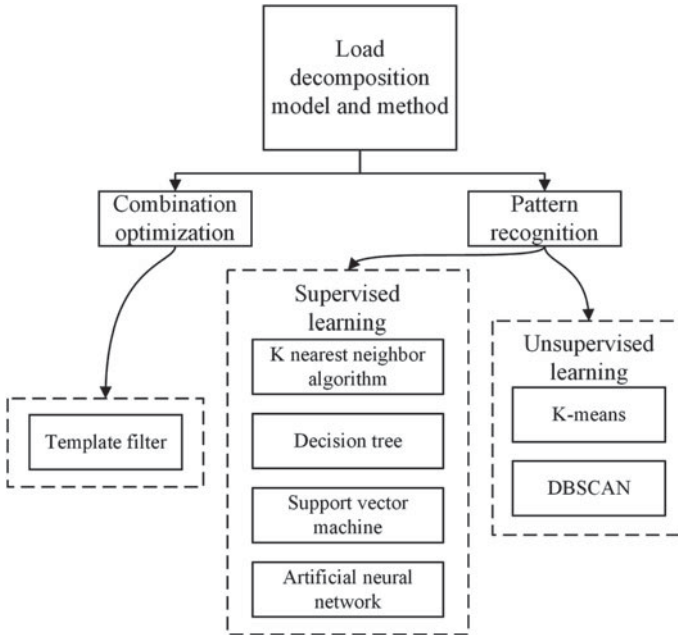 Load
decomposition
model and method
Combination
optimization
Pattern
recognition
Supervised
learning
K nearest neighbor
algorithm
Decision tree
Support vector
machine
Artificial neural
network
Unsupervised
learning
K-means
DBSCAN
Template filter